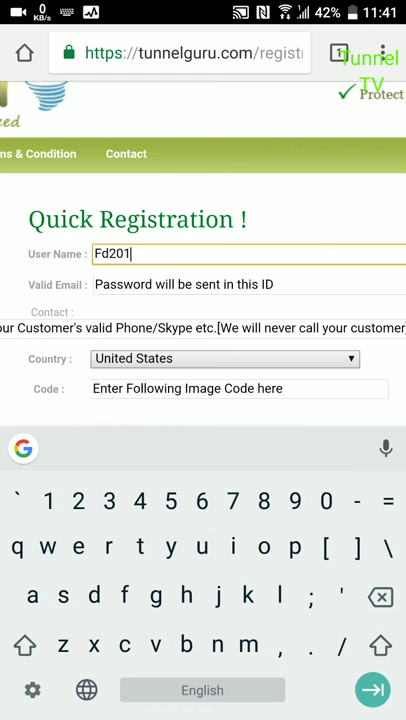 0 KB/s 42% 11:41
https://tunnelguru.com/registr
1
Tunnel TV
Protect
ed
ms & Condition Contact
Quick Registration !
User Name : Fd201
Valid Email : Password will be sent in this ID
Contact :
our Customer's valid Phone/Skype etc.[We will never call your customer
Country : United States
Code : Enter Following Image Code here
G
` 1 2 3 4 5 6 7 8 9 0 - =
q w e r t y u i o p [ ] \
a s d f g h j k l ; '
z x c v b n m , . /
English